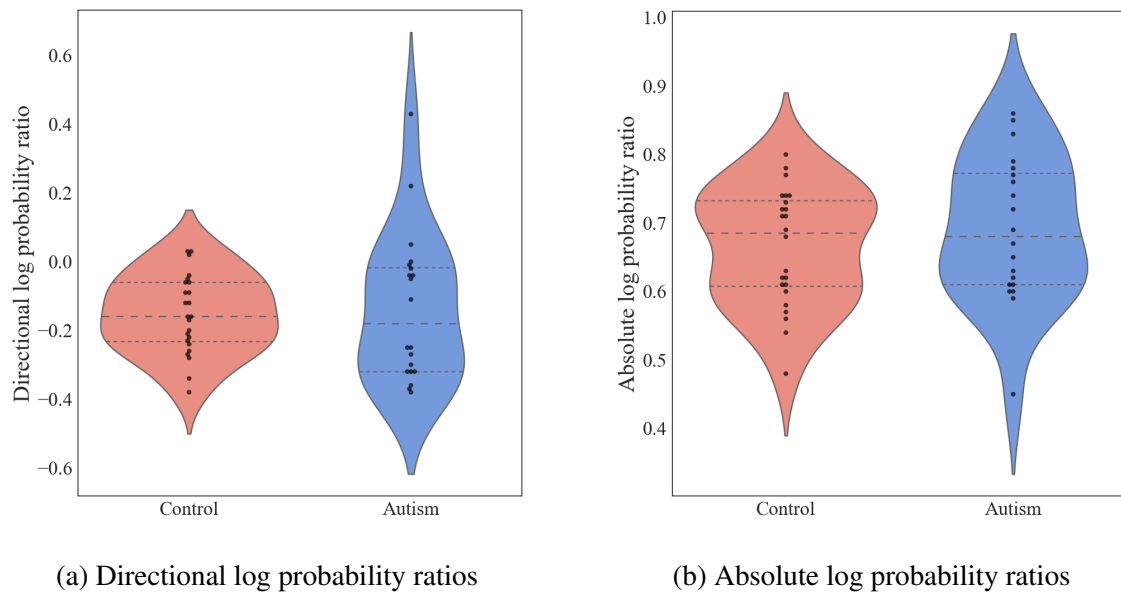 Directional log probability ratio
0.6
0.4
0.2
0.0
−0.2
−0.4
−0.6
Control
Autism
(a) Directional log probability ratios
Absolute log probability ratio
1.0
0.9
0.8
0.7
0.6
0.5
0.4
Control
Autism
(b) Absolute log probability ratios